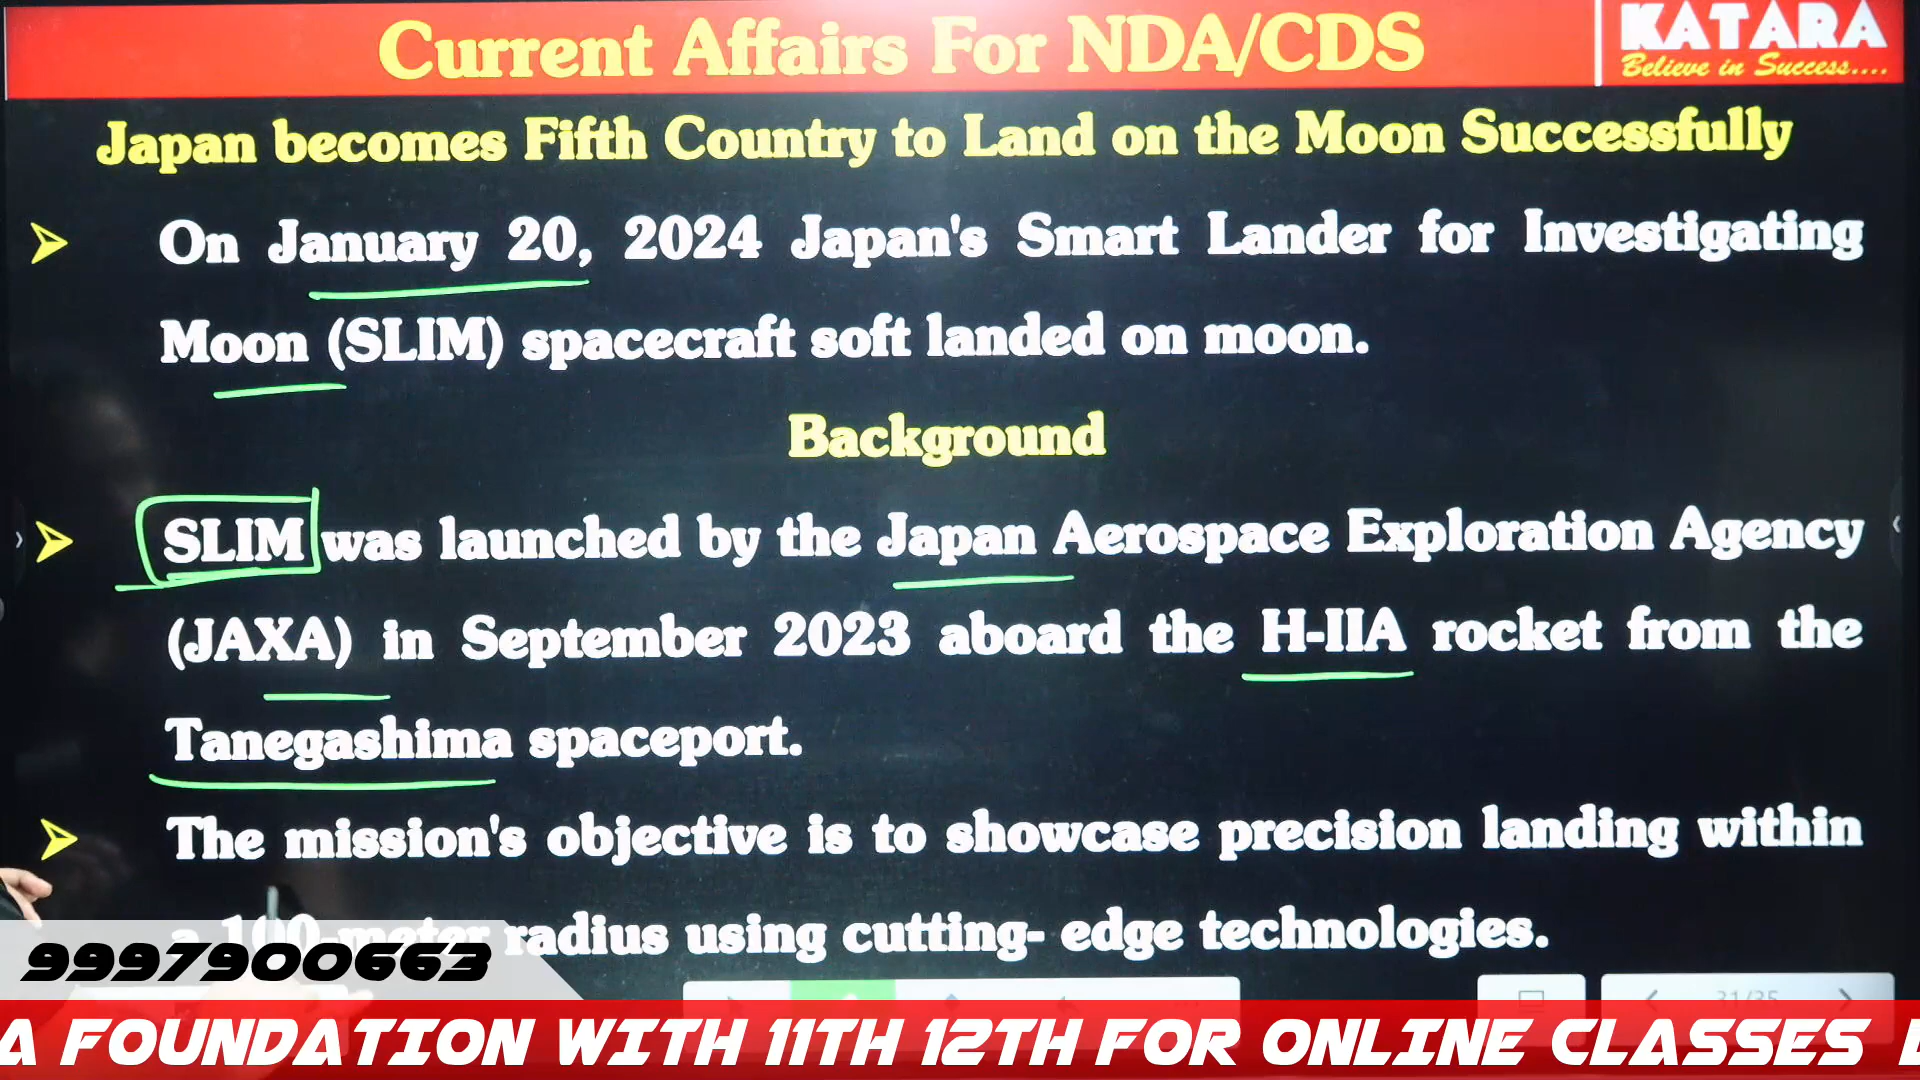 Current Affairs For NDA/CDS
KATARA
Believe in Success....
Japan becomes Fifth Country to Land on the Moon Successfully
On January 20, 2024 Japan's Smart Lander for Investigating
Moon (SLIM) spacecraft soft landed on moon.
Background
SLIM was launched by the Japan Aerospace Exploration Agency
(JAXA) in September 2023 aboard the H-IIA rocket from the
Tanegashima spaceport.
The mission's objective is to showcase precision landing within
a 100-meter radius using cutting- edge technologies.
9997900663
31/35
A FOUNDATION WITH 11TH 12TH FOR ONLINE CLASSES